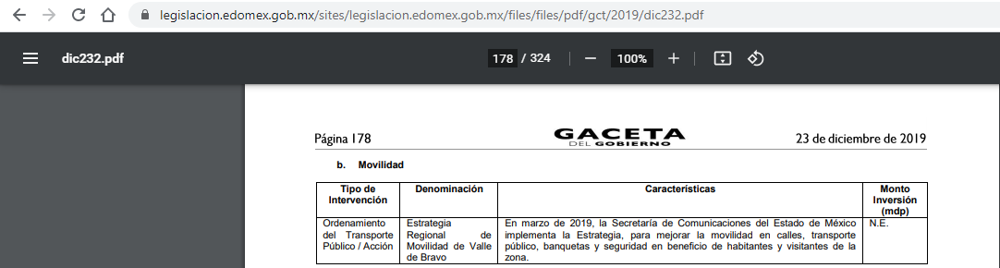 legislacion.edomex.gob.mx/sites/legislacion.edomex.gob.mx/files/files/pdf/gct/2019/dic232.pdf
dic232.pdf
178 / 324
100%
Página 178
GACETA
DEL GOBIERNO
23 de diciembre de 2019
b. Movilidad
Tipo de
Intervención
Denominación
Características
Monto
Inversión
(mdp)
Ordenamiento
del Transporte
Público / Acción
Estrategia
Regional de
Movilidad de Valle
de Bravo
En marzo de 2019, la Secretaría de Comunicaciones del Estado de México
implementa la Estrategia, para mejorar la movilidad en calles, transporte
público, banquetas y seguridad en beneficio de habitantes y visitantes de la
zona.
N.E.